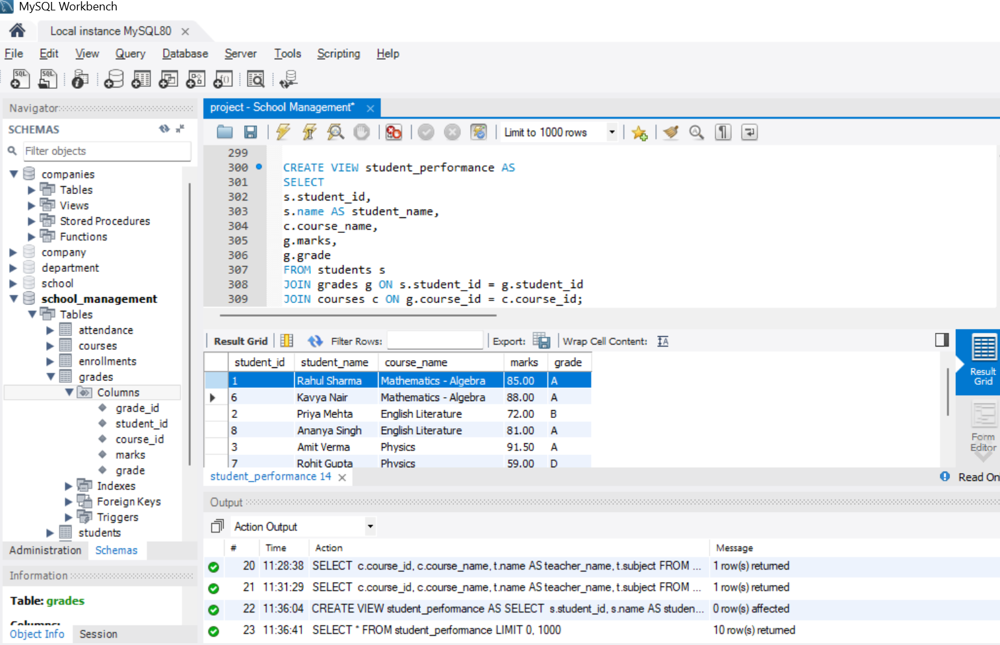 MySQL Workbench
Local instance MySQL80
File Edit View Query Database Server Tools Scripting Help
Navigator
SCHEMAS
Filter objects
companies
Tables
Views
Stored Procedures
Functions
company
department
school
school_management
Tables
attendance
courses
enrollments
grades
Columns
grade_id
student_id
course_id
marks
grade
Indexes
Foreign Keys
Triggers
students
Administration Schemas
Information
Table: grades
Columns:
Object Info Session
project - School Management*
Limit to 1000 rows
299
300 CREATE VIEW student_performance AS
301 SELECT
302 s.student_id,
303 s.name AS student_name,
304 c.course_name,
305 g.marks,
306 g.grade
307 FROM students s
308 JOIN grades g ON s.student_id = g.student_id
309 JOIN courses c ON g.course_id = c.course_id;
Result Grid Filter Rows: Export: Wrap Cell Content:
student_id student_name course_name marks grade
1 Rahul Sharma Mathematics - Algebra 85.00 A
6 Kavya Nair Mathematics - Algebra 88.00 A
2 Priya Mehta English Literature 72.00 B
8 Ananya Singh English Literature 81.00 A
3 Amit Verma Physics 91.50 A
7 Rohit Gupta Physics 59.00 D
Result
Grid
Form
Editor
student_performance 14
Read On
Output
Action Output
# Time Action Message
20 11:28:38 SELECT c.course_id, c.course_name, t.name AS teacher_name, t.subject FROM ... 1 row(s) returned
21 11:31:29 SELECT c.course_id, c.course_name, t.name AS teacher_name, t.subject FROM ... 1 row(s) returned
22 11:36:04 CREATE VIEW student_performance AS SELECT s.student_id, s.name AS studen... 0 row(s) affected
23 11:36:41 SELECT * FROM student_performance LIMIT 0, 1000 10 row(s) returned